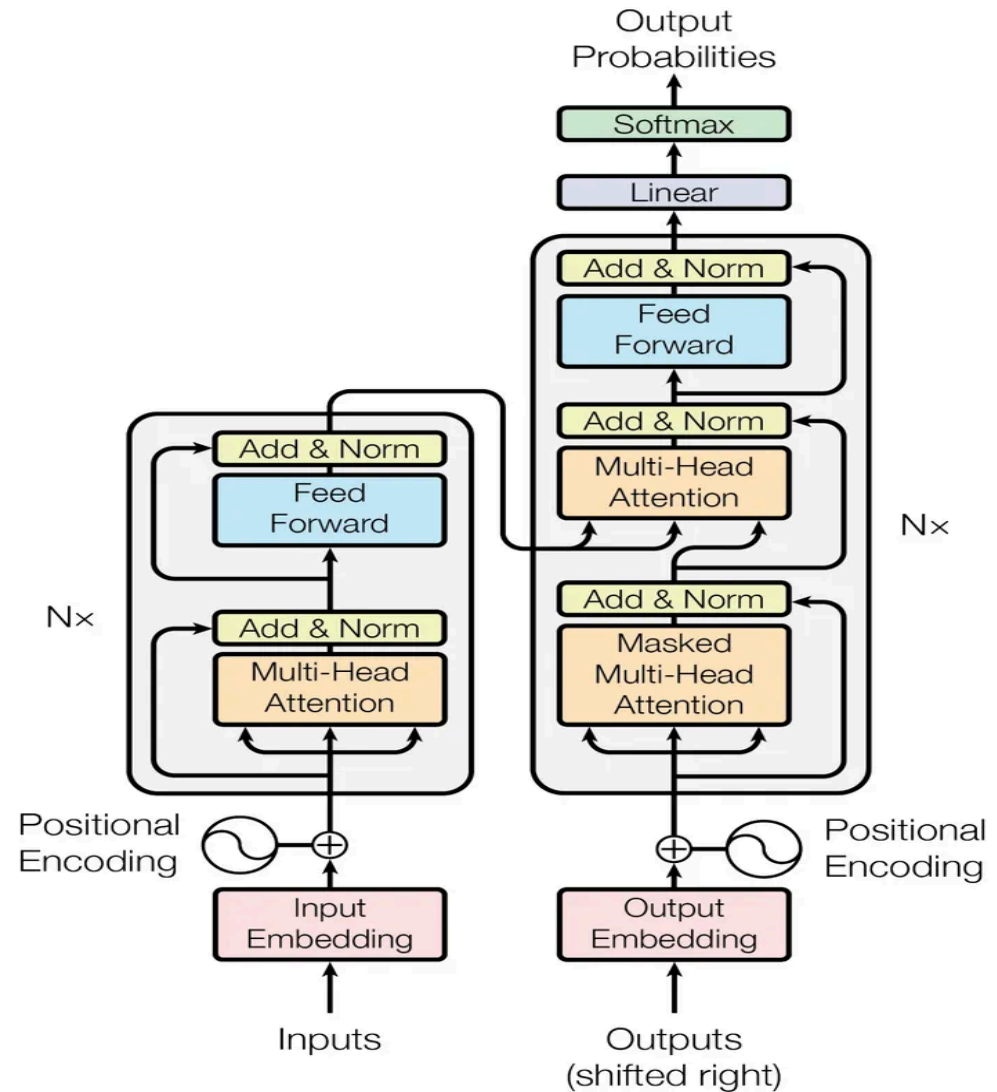 Output
Probabilities
Softmax
Linear
Add & Norm
Feed
Forward
Add & Norm
Multi-Head
Attention
Add & Norm
Masked
Multi-Head
Attention
Nx
Add & Norm
Feed
Forward
Add & Norm
Multi-Head
Attention
Nx
Positional
Encoding
Positional
Encoding
Input
Embedding
Output
Embedding
Inputs
Outputs
(shifted right)